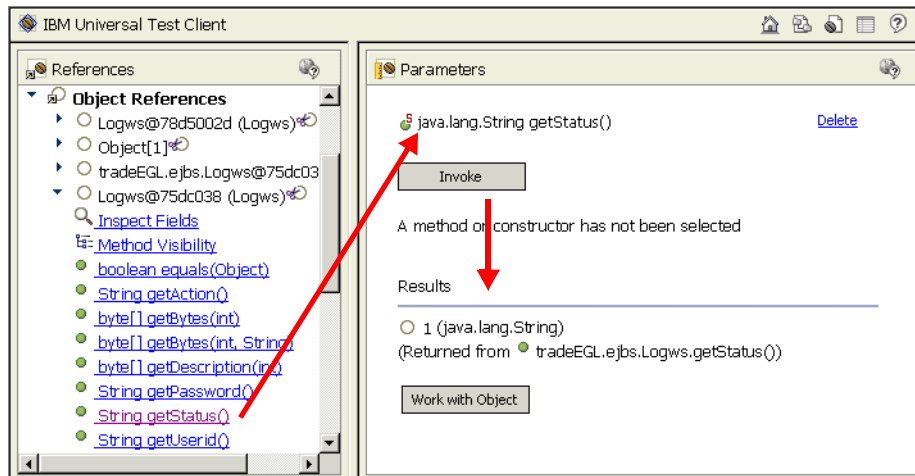 IBM Universal Test Client
References
Object References
Logws@78d5002d (Logws)
Object[1]
tradeEGL.ejbs.Logws@75dc03
Logws@75dc038 (Logws)
Inspect Fields
Method Visibility
boolean equals(Object)
String getAction()
byte[] getBytes(int)
byte[] getBytes(int, String)
byte[] getDescription(int)
String getPassword()
String getStatus()
String getUserid()
Parameters
java.lang.String getStatus()
Delete
Invoke
A method or constructor has not been selected
Results
1 (java.lang.String)
(Returned from tradeEGL.ejbs.Logws.getStatus())
Work with Object